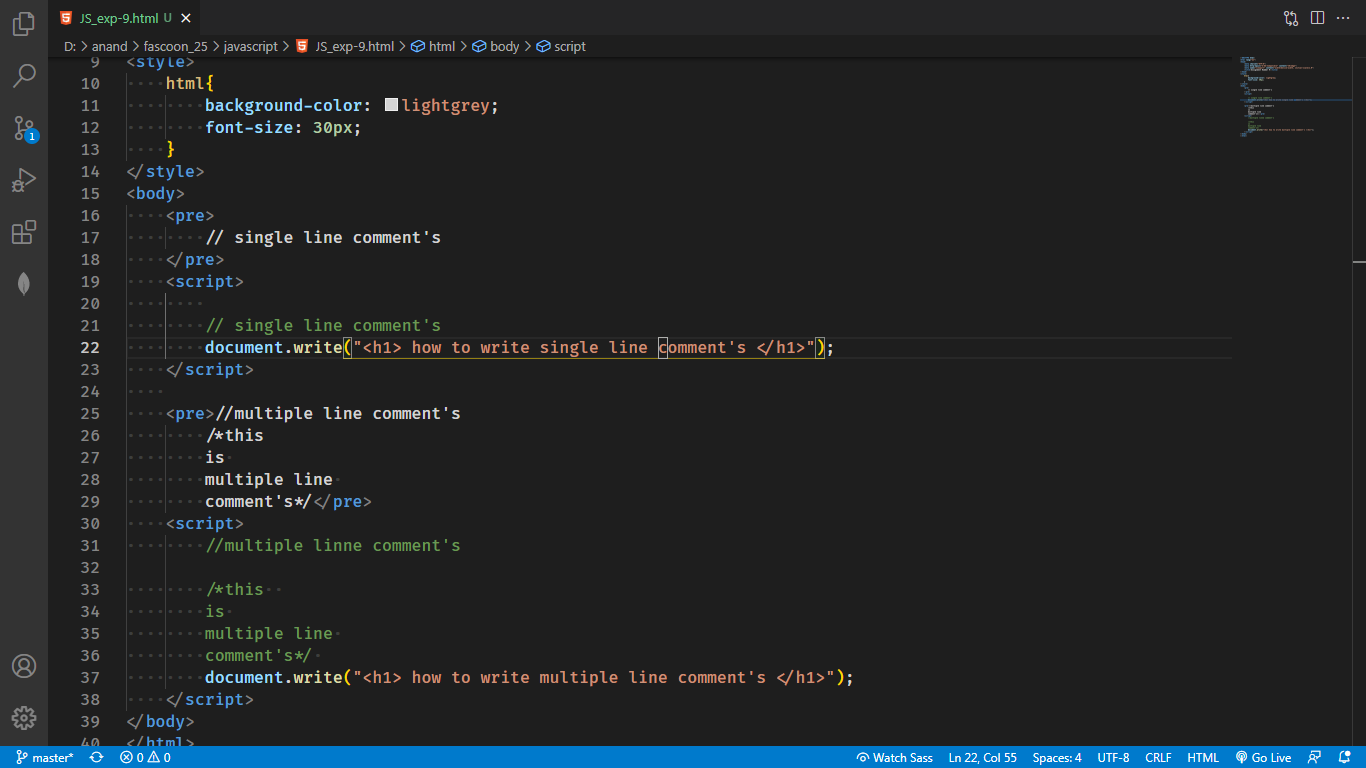 JS_exp-9.html U
D: > anand > fascoon_25 > javascript > JS_exp-9.html > html > body > script
9 <style>
10 html{
11 background-color: lightgrey;
12 font-size: 30px;
13 }
14 </style>
15 <body>
16 <pre>
17 // single line comment's
18 </pre>
19 <script>
20
21 // single line comment's
22 document.write("<h1> how to write single line comment's </h1>");
23 </script>
24
25 <pre>//multiple line comment's
26 /*this
27 is
28 multiple line
29 comment's*/</pre>
30 <script>
31 //multiple linne comment's
32
33 /*this
34 is
35 multiple line
36 comment's*/
37 document.write("<h1> how to write multiple line comment's </h1>");
38 </script>
39 </body>
40 </html>
1
master* 0 0 Watch Sass Ln 22, Col 55 Spaces: 4 UTF-8 CRLF HTML Go Live